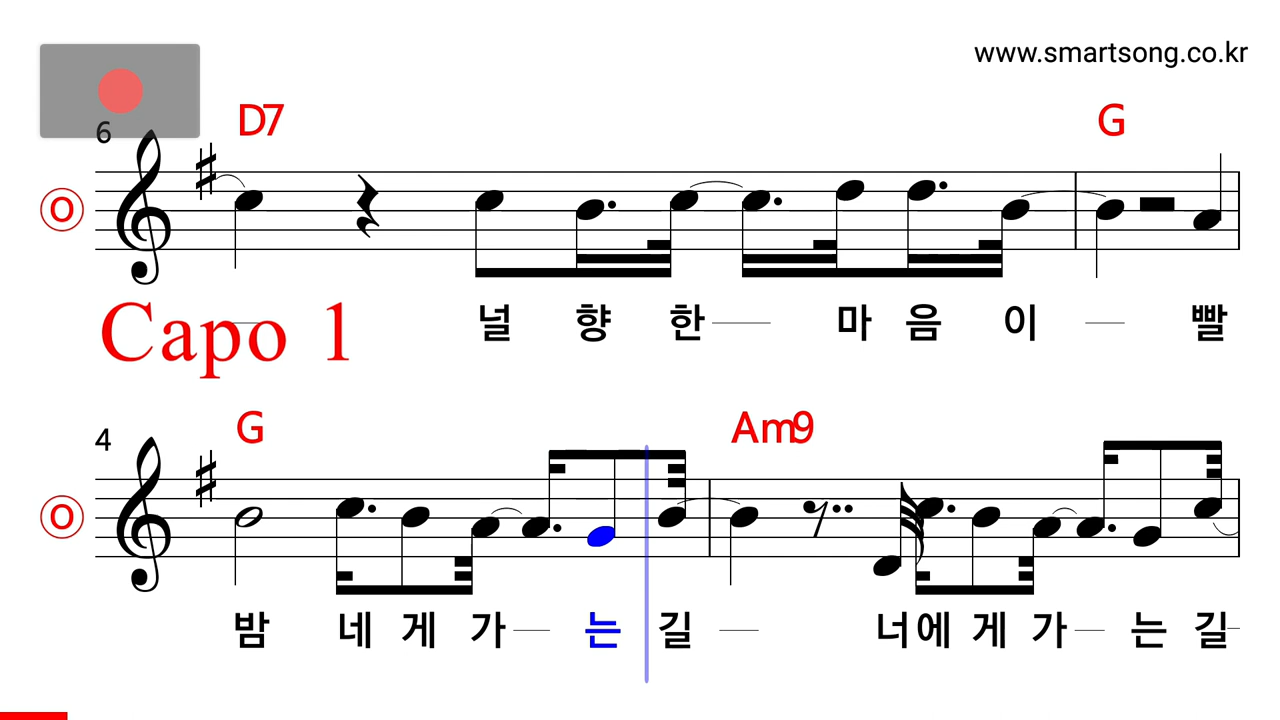 www.smartsong.co.kr
6
D7 G
O
널 향 한 마 음 이 빨
Capo 1
4
G Am9
O
밤 네 게 가 는 길 너 에 게 가 는 길